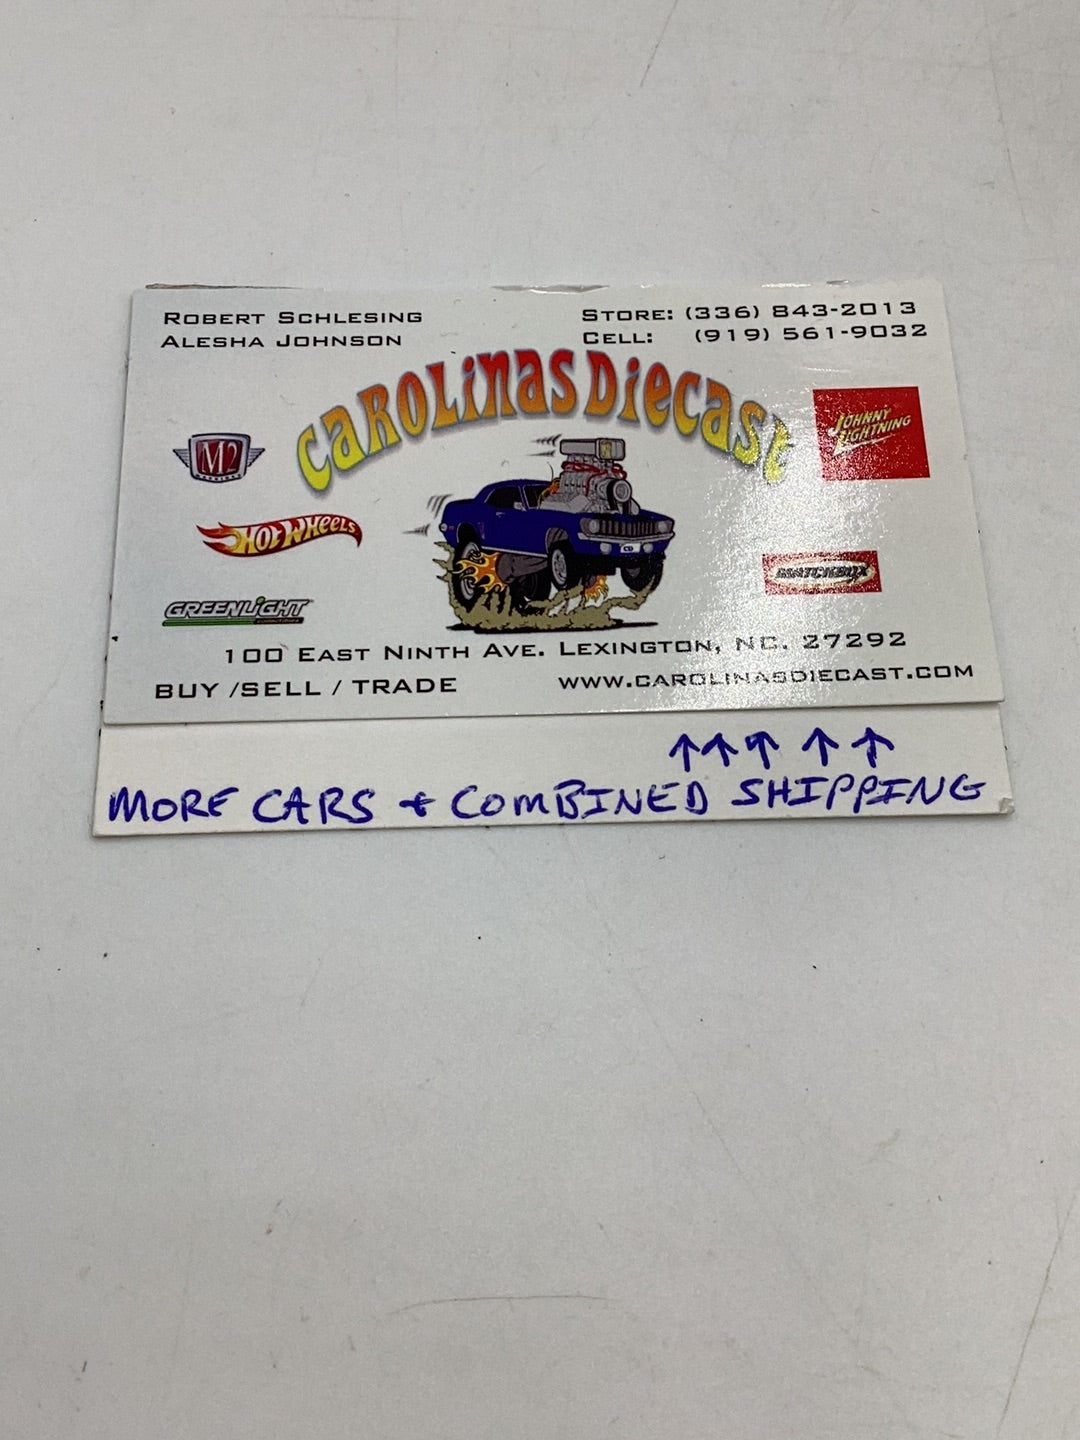 ROBERT SCHLESING
ALESHA JOHNSON
STORE: (336) 843-2013
CELL: (919) 561-9032
CAROLINAS DIECAST
M2
JOHNNY LIGHTNING
HOT WHEELS
MATCHBOX
GREENLIGHT
CD
100 EAST NINTH AVE. LEXINGTON, NC. 27292
BUY /SELL / TRADE
WWW.CAROLINASDIECAST.COM
↑↑↑ ↑ ↑
MORE CARS + COMBINED SHIPPING